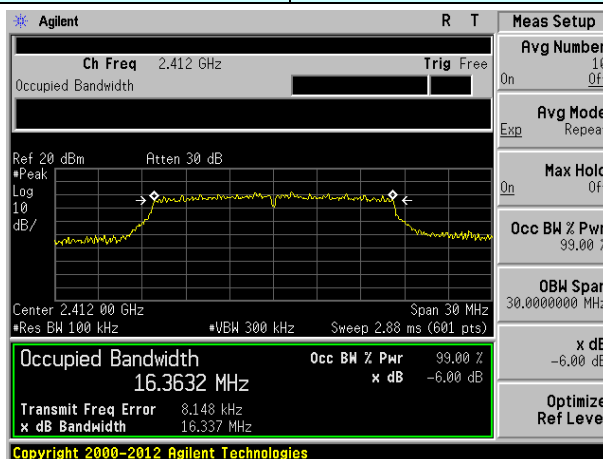 Agilent R T
Ch Freq 2.412 GHz Trig Free
Occupied Bandwidth
Ref 20 dBm Atten 30 dB
#Peak
Log
10
dB/
Center 2.412 00 GHz Span 30 MHz
#Res BW 100 kHz #VBW 300 kHz Sweep 2.88 ms (601 pts)
Occupied Bandwidth Occ BW % Pwr 99.00 %
16.3632 MHz x dB -6.00 dB
Transmit Freq Error 8.148 kHz
x dB Bandwidth 16.337 MHz
Copyright 2000-2012 Agilent Technologies
Meas Setup
Avg Number
10
On Of
Avg Mode
Exp Repea
Max Hold
On Of
Occ BW % Pwr
99.00 %
OBW Span
30.0000000 MHz
x dB
-6.00 dB
Optimize
Ref Leve